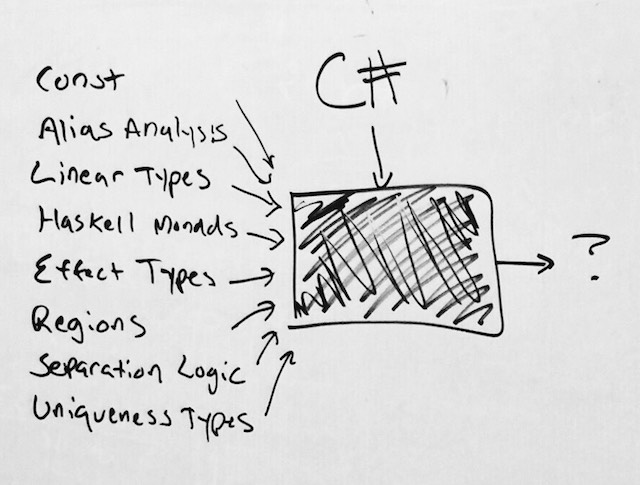 C#
Const
Alias Analysis
Linear Types
Haskell Monads
Effect Types
Regions
Separation Logic
Uniqueness Types
?